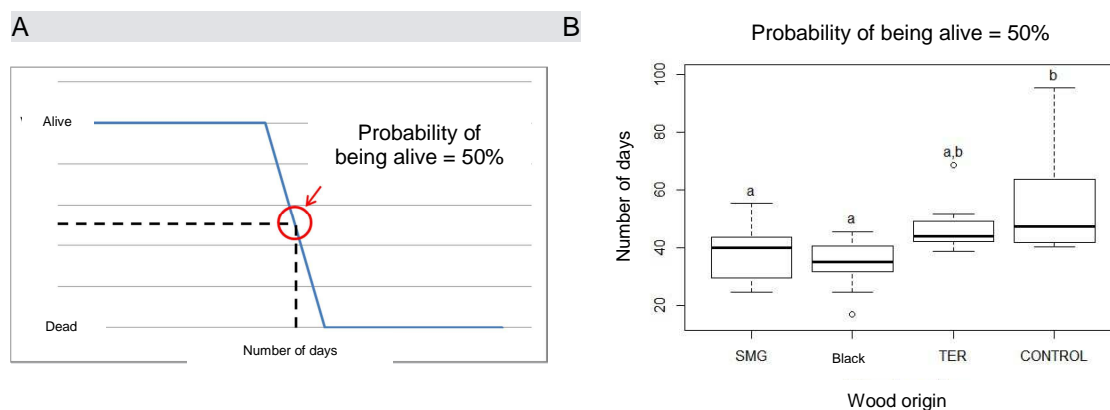 A
Alive
Probability of
being alive = 50%
Dead
Number of days
B
Probability of being alive = 50%
Number of days
100
80
60
40
20
a
a
a,b
b
SMG
Black
TER
CONTROL
Wood origin